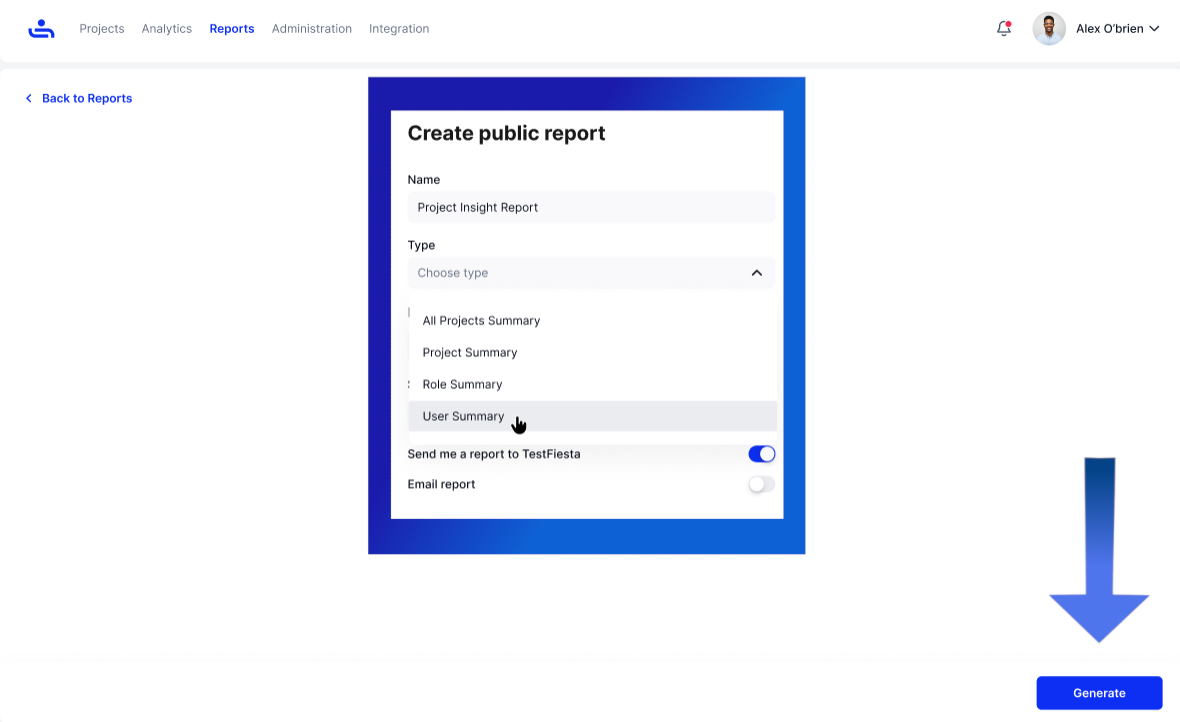 Projects Analytics Reports Administration Integration Alex O'brien
Back to Reports
Create public report
Name
Project Insight Report
Type
Choose type
All Projects Summary
Project Summary
Role Summary
User Summary
Send me a report to TestFiesta
Email report
Generate